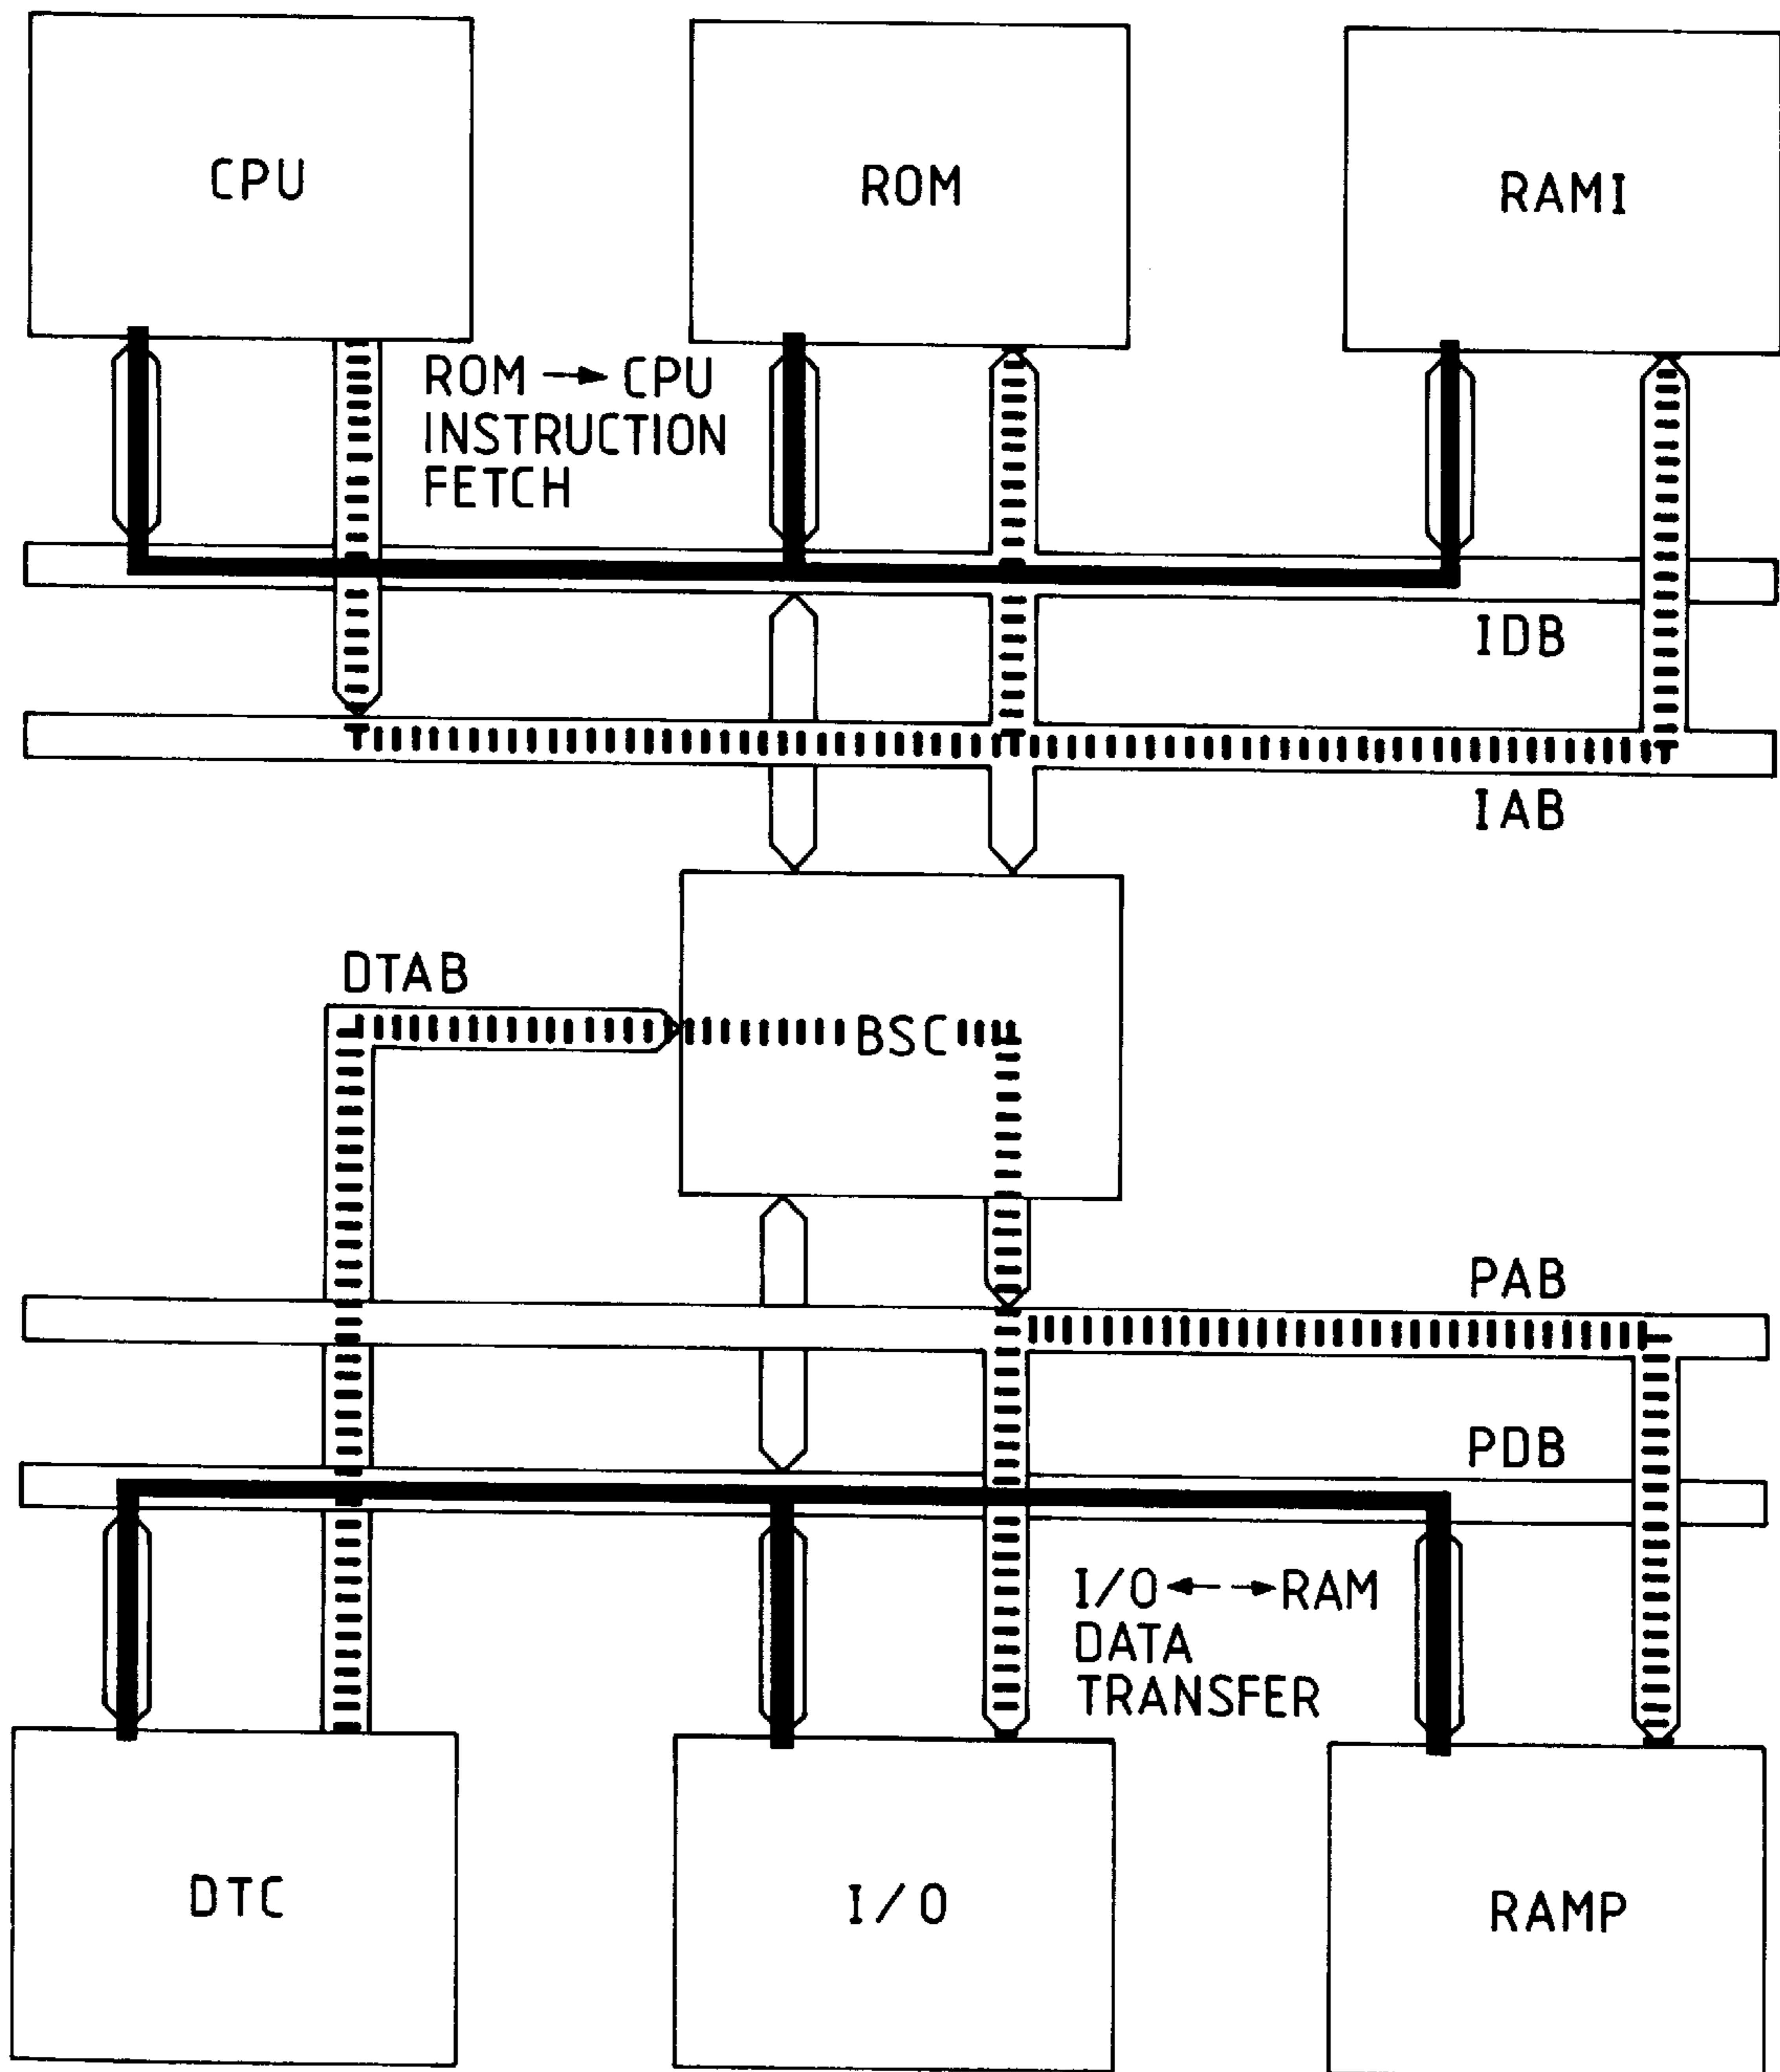 CPU
ROM
RAMI
ROM → CPU
INSTRUCTION
FETCH
IDB
IAB
DTAB
BSC
PAB
PDB
I/O ←→ RAM
DATA
TRANSFER
DTC
I/O
RAMP